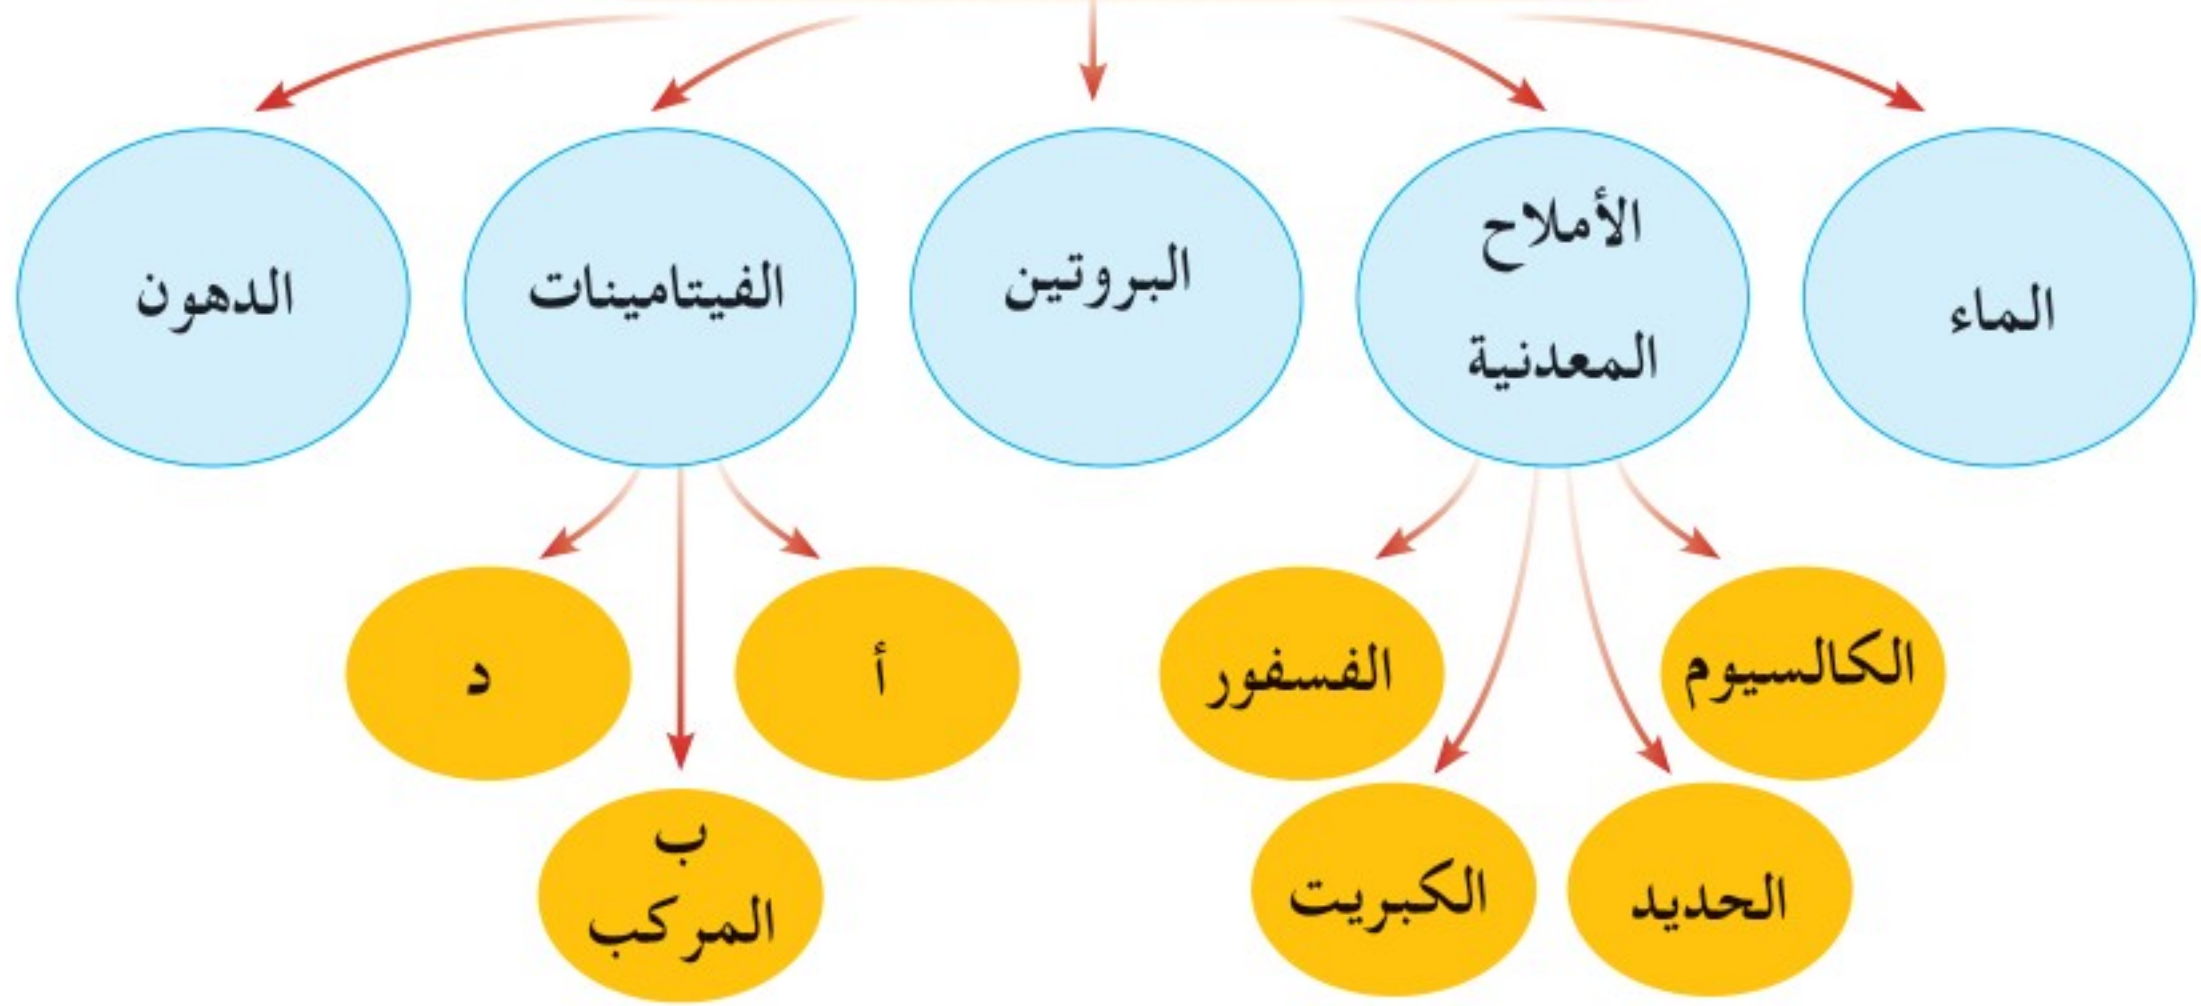 الماء
الأملاح
المعدنية
البروتين
الفيتامينات
الدهون
الكالسيوم
الحديد
الكبريت
الفسفور
أ
ب
المركب
د